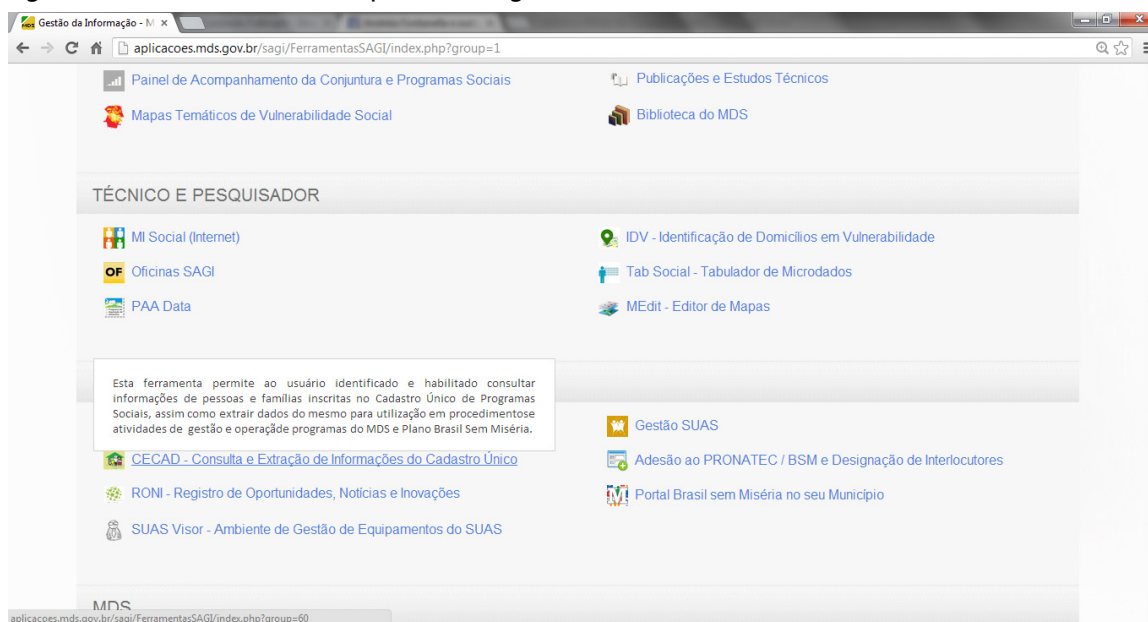 Gestão da Informação - M
aplicacoes.mds.gov.br/sagi/FerramentasSAGI/index.php?group=1
Painel de Acompanhamento da Conjuntura e Programas Sociais
Publicações e Estudos Técnicos
Mapas Temáticos de Vulnerabilidade Social
Biblioteca do MDS
TÉCNICO E PESQUISADOR
MI Social (Internet)
IDV - Identificação de Domicílios em Vulnerabilidade
OF Oficinas SAGI
Tab Social - Tabulador de Microdados
PAA Data
MEdit - Editor de Mapas
Esta ferramenta permite ao usuário identificado e habilitado consultar
informações de pessoas e famílias inscritas no Cadastro Único de Programas
Sociais, assim como extrair dados do mesmo para utilização em procedimentose
atividades de gestão e operaçãde programas do MDS e Plano Brasil Sem Miséria.
Gestão SUAS
CECAD - Consulta e Extração de Informações do Cadastro Único
Adesão ao PRONATEC / BSM e Designação de Interlocutores
RONI - Registro de Oportunidades, Notícias e Inovações
Portal Brasil sem Miséria no seu Município
SUAS Visor - Ambiente de Gestão de Equipamentos do SUAS
MDS
aplicacoes.mds.gov.br/sagi/FerramentasSAGI/index.php?group=60